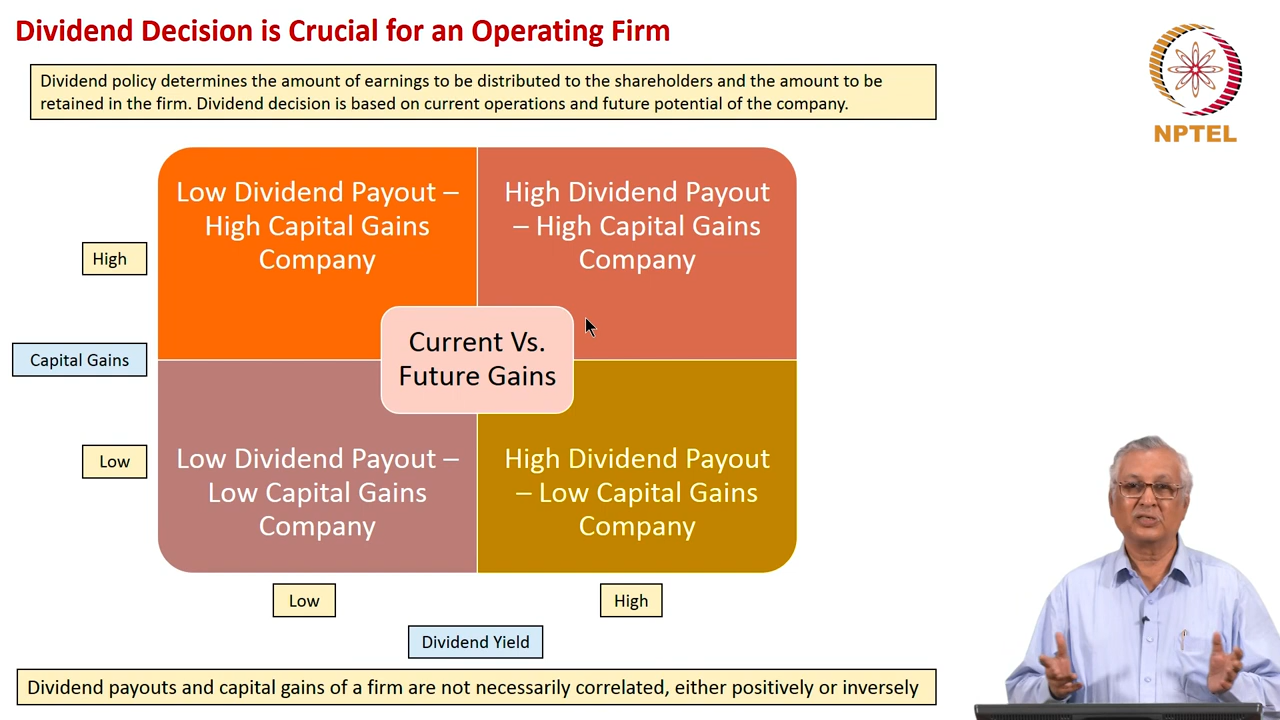 Dividend Decision is Crucial for an Operating Firm
NPTEL
Dividend policy determines the amount of earnings to be distributed to the shareholders and the amount to be
retained in the firm. Dividend decision is based on current operations and future potential of the company.
Low Dividend Payout –
High Capital Gains
Company
High Dividend Payout
– High Capital Gains
Company
High
Current Vs.
Future Gains
Capital Gains
Low
Low Dividend Payout –
Low Capital Gains
Company
High Dividend Payout
– Low Capital Gains
Company
Low
High
Dividend Yield
Dividend payouts and capital gains of a firm are not necessarily correlated, either positively or inversely